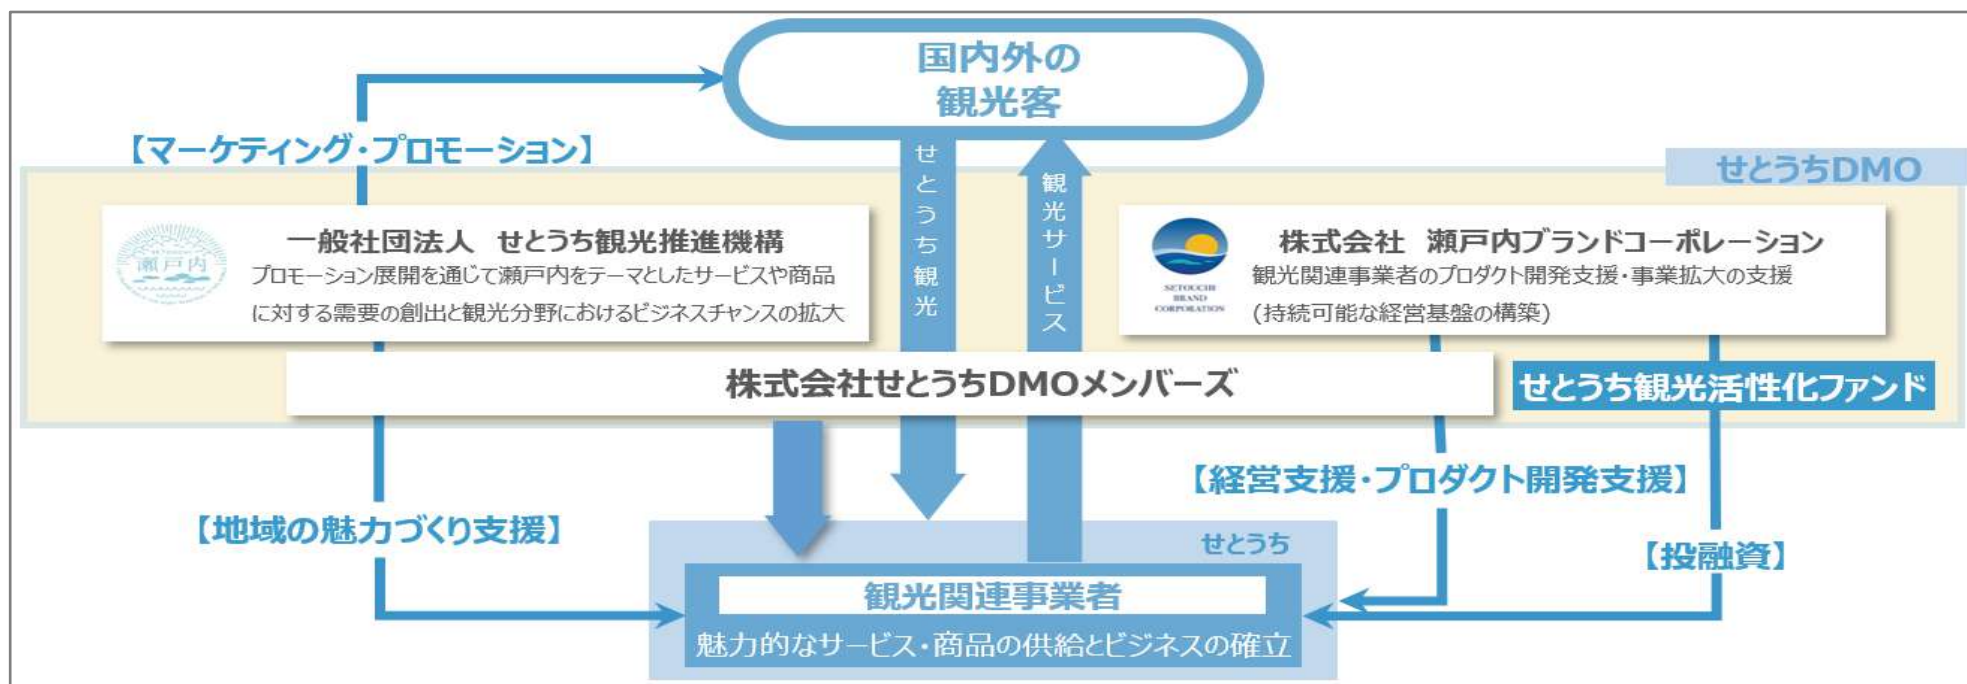 国内外の
観光客
【マーケティング・プロモーション】
せとうち観光
観光サービス
せとうちDMO
瀬戸内
一般社団法人 せとうち観光推進機構
プロモーション展開を通じて瀬戸内をテーマとしたサービスや商品
に対する需要の創出と観光分野におけるビジネスチャンスの拡大
SETOUCHI
BRAND
CORPORATION
株式会社 瀬戸内ブランドコーポレーション
観光関連事業者のプロダクト開発支援・事業拡大の支援
(持続可能な経営基盤の構築)
株式会社せとうちDMOメンバーズ
せとうち観光活性化ファンド
【経営支援・プロダクト開発支援】
【地域の魅力づくり支援】
せとうち
【投融資】
観光関連事業者
魅力的なサービス・商品の供給とビジネスの確立